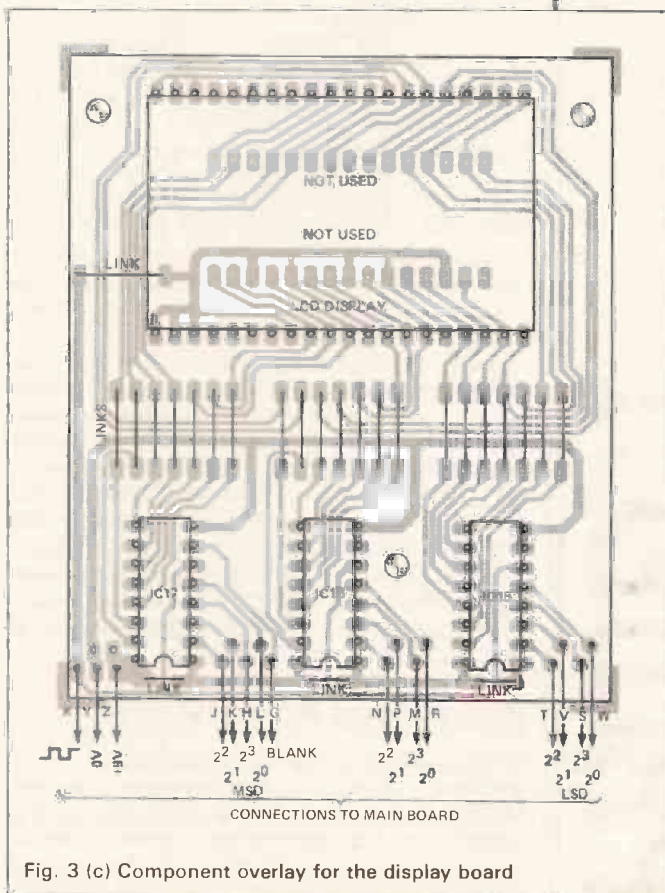 NOT USED
NOT USED
LINK
LCD DISPLAY
LINKS
IC17
LINK
LINK
LINK
X Y Z
J K H L G
N P M R
T V S W
2² 2³ BLANK
2¹ 2⁰
MSD
2² 2³
2¹ 2⁰
2² 2³
2¹ 2⁰
LSD
CONNECTIONS TO MAIN BOARD
Fig. 3 (c) Component overlay for the display board